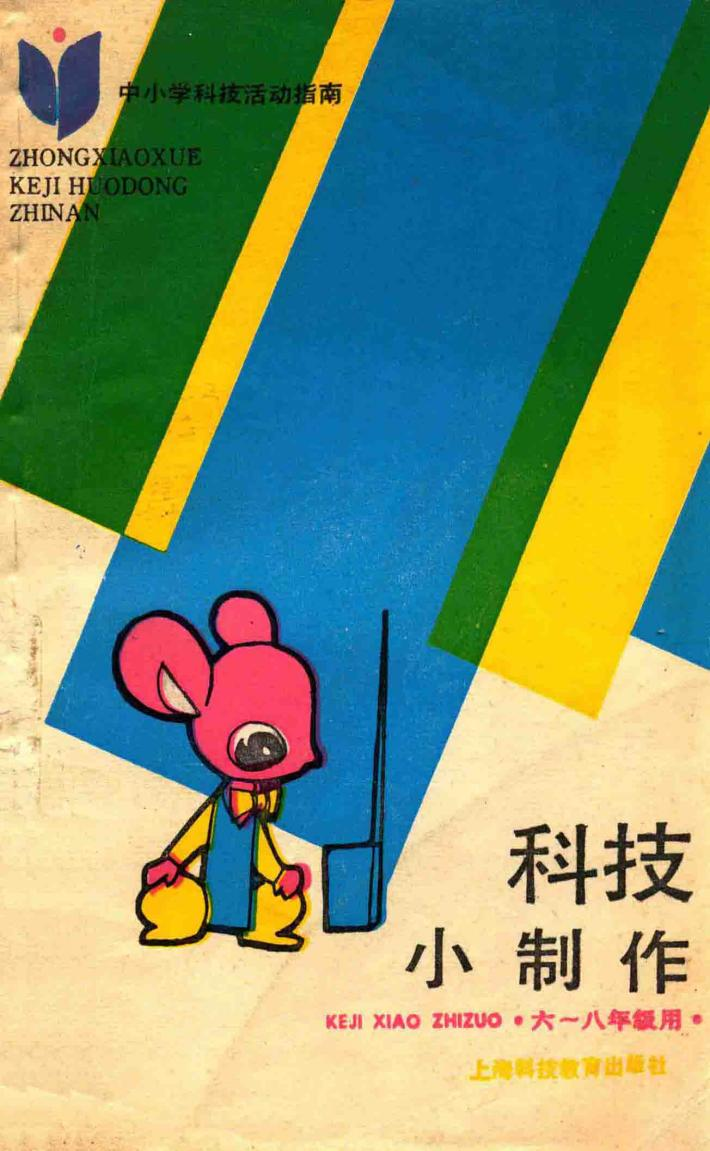 中小学科技活动指南
ZHONGXIAOXUE
KEJI HUODONG
ZHINAN
科技
小制作
KEJI XIAO ZHIZUO • 六～八年级用 •
上海科技教育出版社